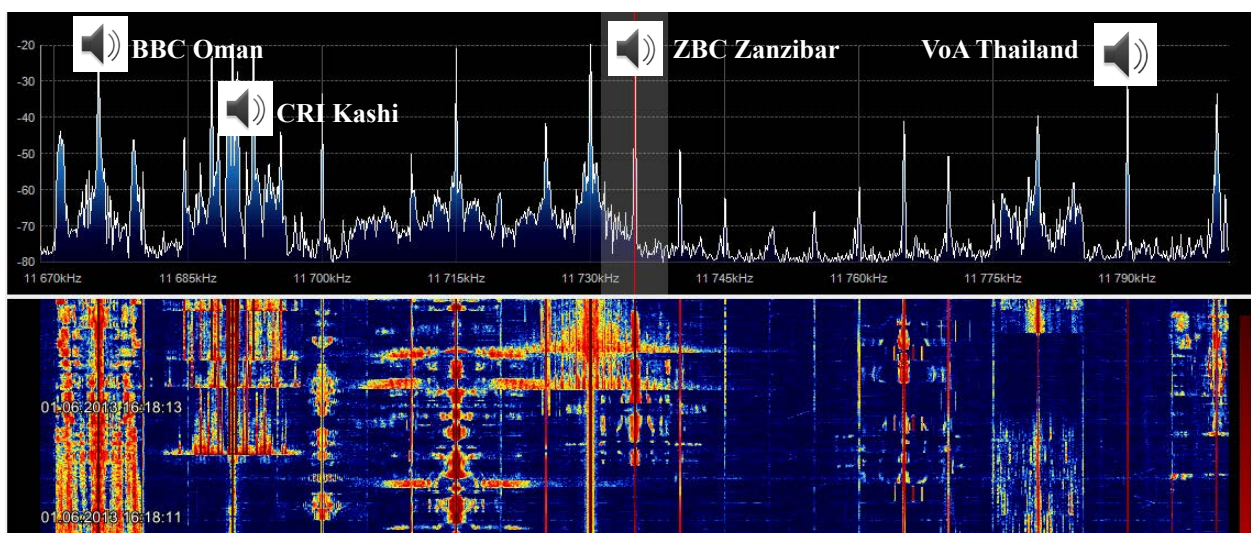 BBC Oman
ZBC Zanzibar
VoA Thailand
CRI Kashi
-20
-30
-40
-50
-60
-70
-80
11 670kHz 11 685kHz 11 700kHz 11 715kHz 11 730kHz 11 745kHz 11 760kHz 11 775kHz 11 790kHz
01.06.2013 16:18:13
01.06.2013 16:18:11